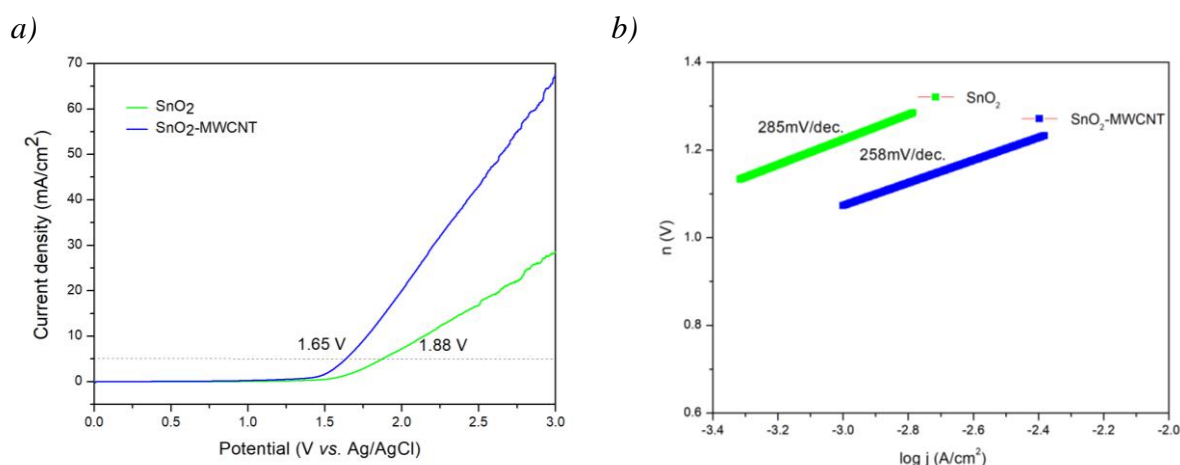 a)
70
60
50
40
30
20
10
5
0
Current density (mA/cm²)
SnO₂
SnO₂-MWCNT
1.65 V
1.88 V
0.0 0.5 1.0 1.5 2.0 2.5 3.0
Potential (V vs. Ag/AgCl)
b)
1.4
1.2
1.0
0.8
0.6
n (V)
SnO₂
SnO₂-MWCNT
285mV/dec.
258mV/dec.
-3.4 -3.2 -3.0 -2.8 -2.6 -2.4 -2.2 -2.0
log j (A/cm²)